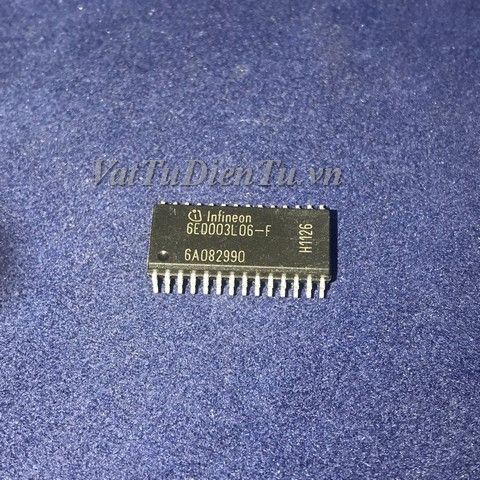 VatTuDienTu.vn
Infineon
6ED003L06-F
6A082990
H1126